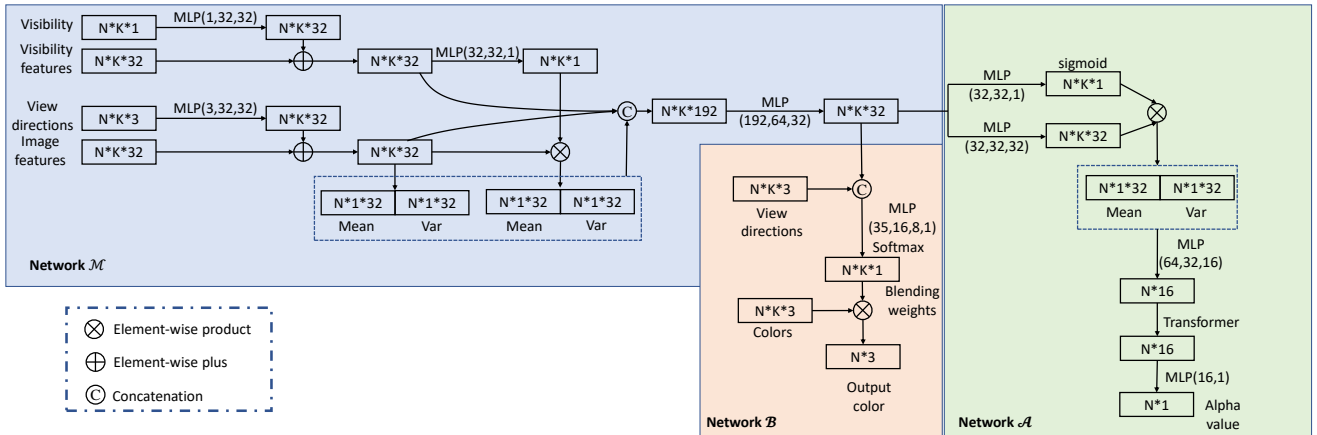 Visibility
N*K*1
MLP(1,32,32)
N*K*32
Visibility
features
N*K*32
N*K*32
MLP(32,32,1)
N*K*1
View
directions
N*K*3
MLP(3,32,32)
N*K*32
Image
features
N*K*32
N*K*32
N*1*32
N*1*32
Mean
Var
N*1*32
N*1*32
Mean
Var
C
N*K*192
MLP
(192,64,32)
N*K*32
Network ℳ
N*K*3
View
directions
C
MLP
(35,16,8,1)
Softmax
N*K*1
Blending
weights
N*K*3
Colors
N*3
Output
color
Network ℬ
MLP
(32,32,1)
sigmoid
N*K*1
MLP
(32,32,32)
N*K*32
N*1*32
N*1*32
Mean
Var
MLP
(64,32,16)
N*16
Transformer
N*16
MLP(16,1)
N*1
Alpha
value
Network 𝒜
Element-wise product
Element-wise plus
C
Concatenation